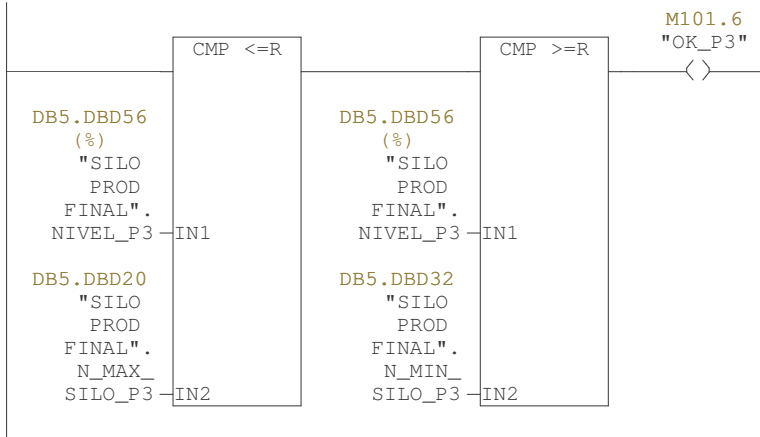 M101.6
CMP <=R CMP >=R "OK_P3"
DB5.DBD56 DB5.DBD56
(%) (%)
"SILO "SILO
PROD PROD
FINAL". FINAL".
NIVEL_P3 IN1 NIVEL_P3 IN1
DB5.DBD20 DB5.DBD32
"SILO "SILO
PROD PROD
FINAL". FINAL".
N_MAX_ N_MIN_
SILO_P3 IN2 SILO_P3 IN2